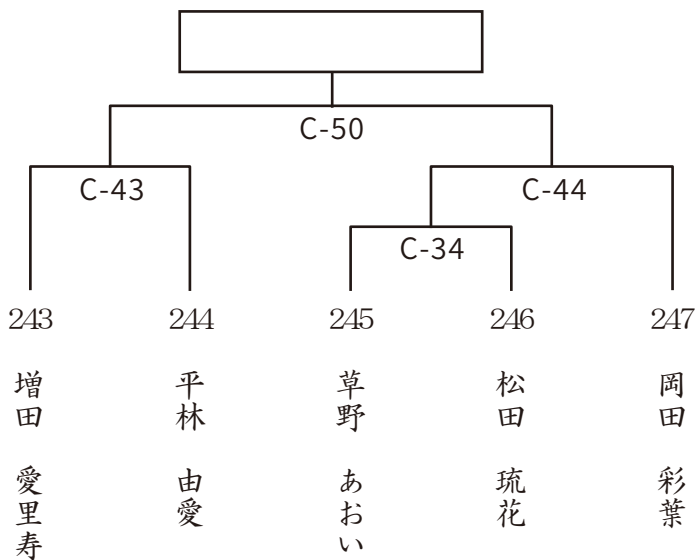 C-50
C-43
C-44
C-34
243
244
245
246
247
増田 愛里寿
平林 由愛
草野 あおい
松田 琉花
岡田 彩葉